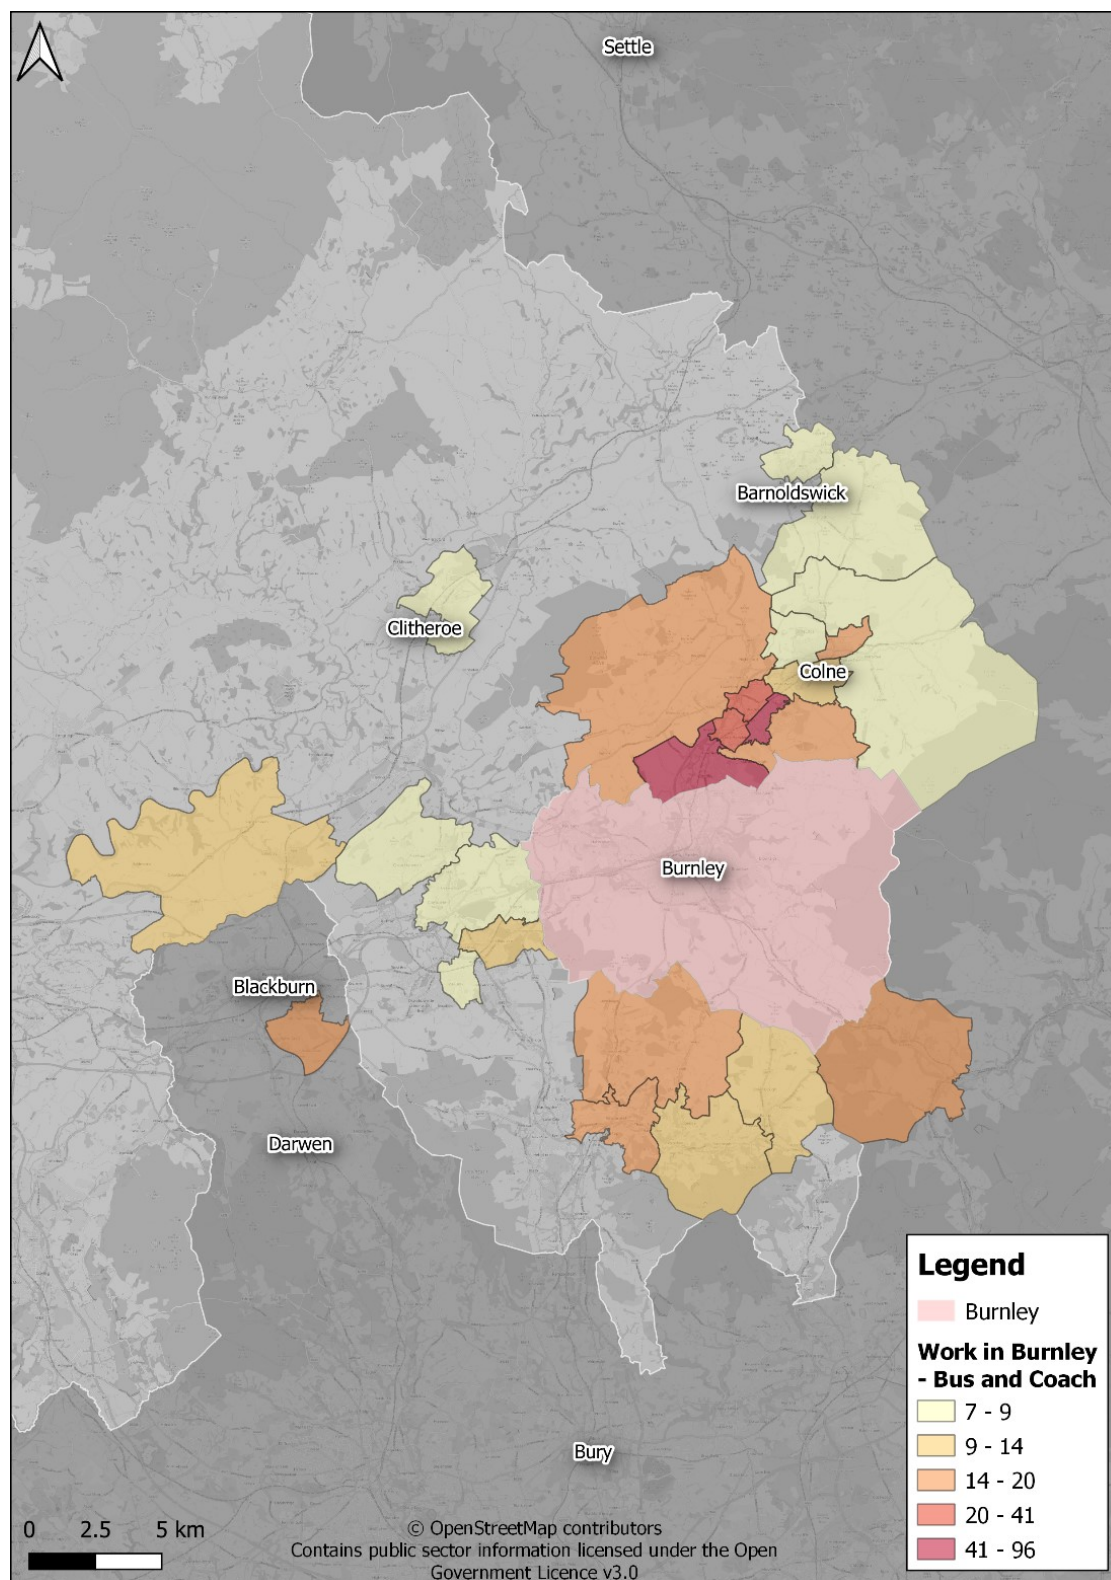 Settle
Barnoldswick
Clitheroe
Colne
Burnley
Blackburn
Darwen
Bury
Legend
Burnley
Work in Burnley
- Bus and Coach
7 - 9
9 - 14
14 - 20
20 - 41
41 - 96
0 2.5 5 km
© OpenStreetMap contributors
Contains public sector information licensed under the Open
Government Licence v3.0